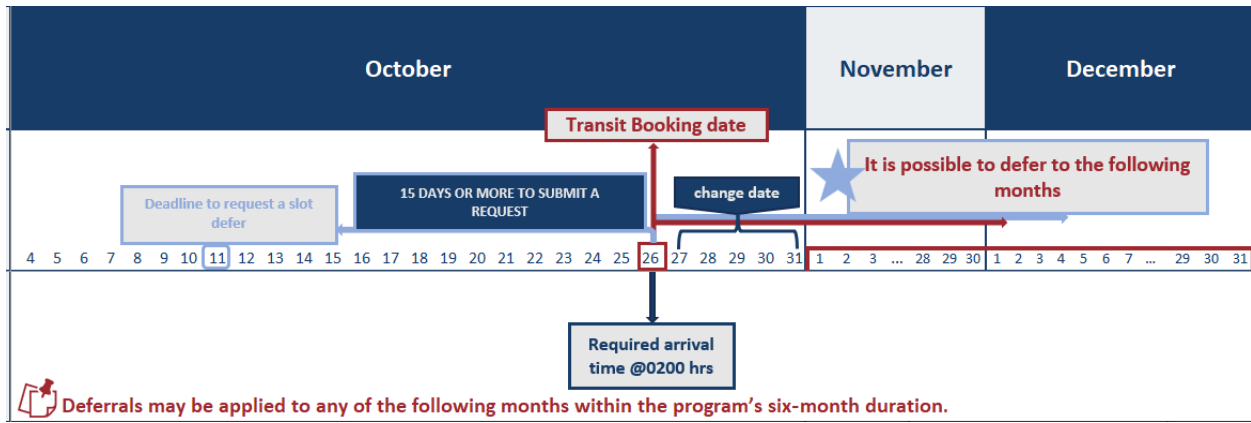 October
November
December
Transit Booking date
It is possible to defer to the following
months
15 DAYS OR MORE TO SUBMIT A
REQUEST
change date
Deadline to request a slot
defer
4 5 6 7 8 9 10 11 12 13 14 15 16 17 18 19 20 21 22 23 24 25 26 27 28 29 30 31 1 2 3 ... 28 29 30 1 2 3 4 5 6 7 ... 29 30 31
Required arrival
time @0200 hrs
Deferrals may be applied to any of the following months within the program's six-month duration.